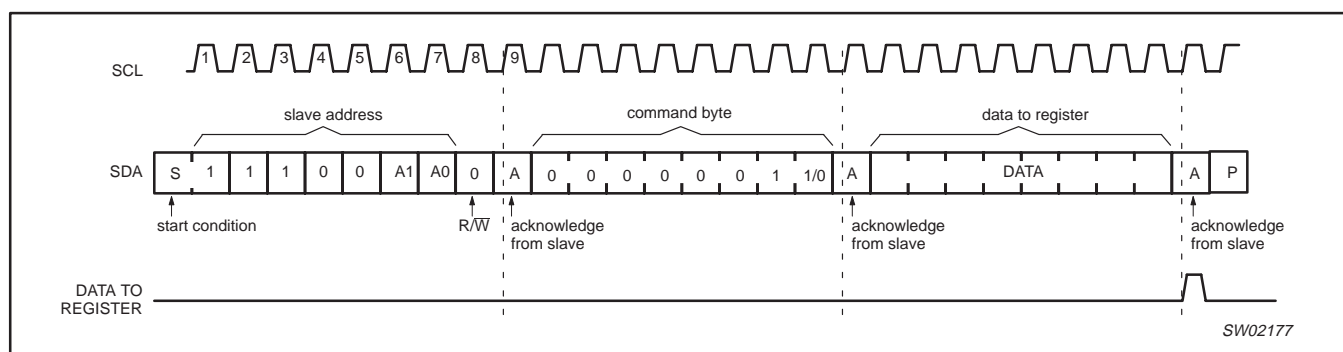 SCL 1 2 3 4 5 6 7 8 9
slave address command byte data to register
SDA S 1 1 1 0 0 A1 A0 0 A 0 0 0 0 0 0 1 1/0 A DATA A P
start condition R/W̅ acknowledge from slave acknowledge from slave acknowledge from slave
DATA TO
REGISTER
SW02177